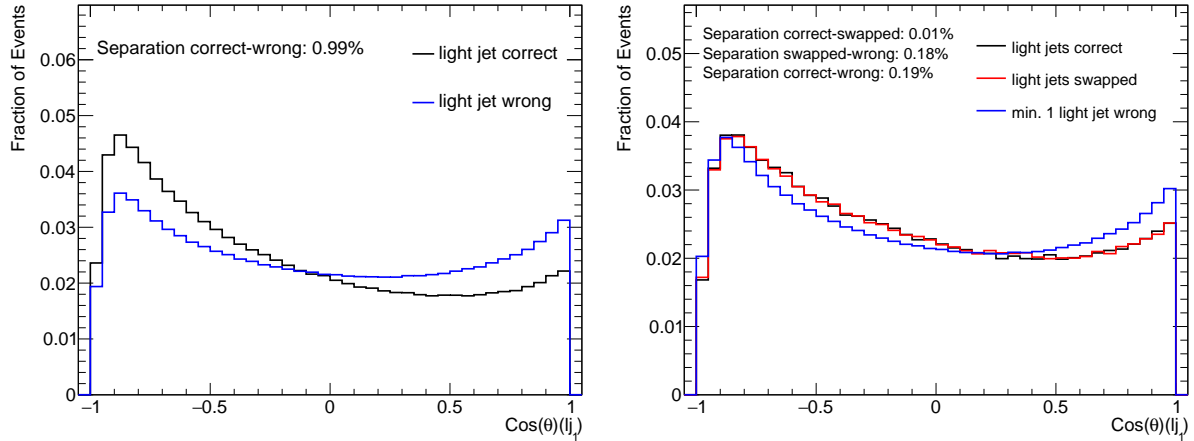 Fraction of Events
0.06
0.05
0.04
0.03
0.02
0.01
0
−1
−0.5
0
0.5
1
Cos(θ)(lj1)
Separation correct-wrong: 0.99%
light jet correct
light jet wrong
Fraction of Events
0.05
0.04
0.03
0.02
0.01
0
−1
−0.5
0
0.5
1
Cos(θ)(lj1)
Separation correct-swapped: 0.01%
Separation swapped-wrong: 0.18%
Separation correct-wrong: 0.19%
light jets correct
light jets swapped
min. 1 light jet wrong